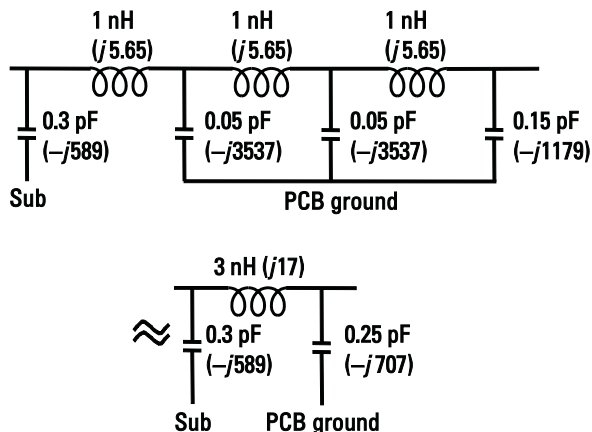 1 nH 1 nH 1 nH
(j5.65) (j5.65) (j5.65)
0.3 pF 0.05 pF 0.05 pF 0.15 pF
(–j589) (–j3537) (–j3537) (–j1179)
Sub PCB ground
3 nH (j17)
≈ 0.3 pF 0.25 pF
(–j589) (–j707)
Sub PCB ground